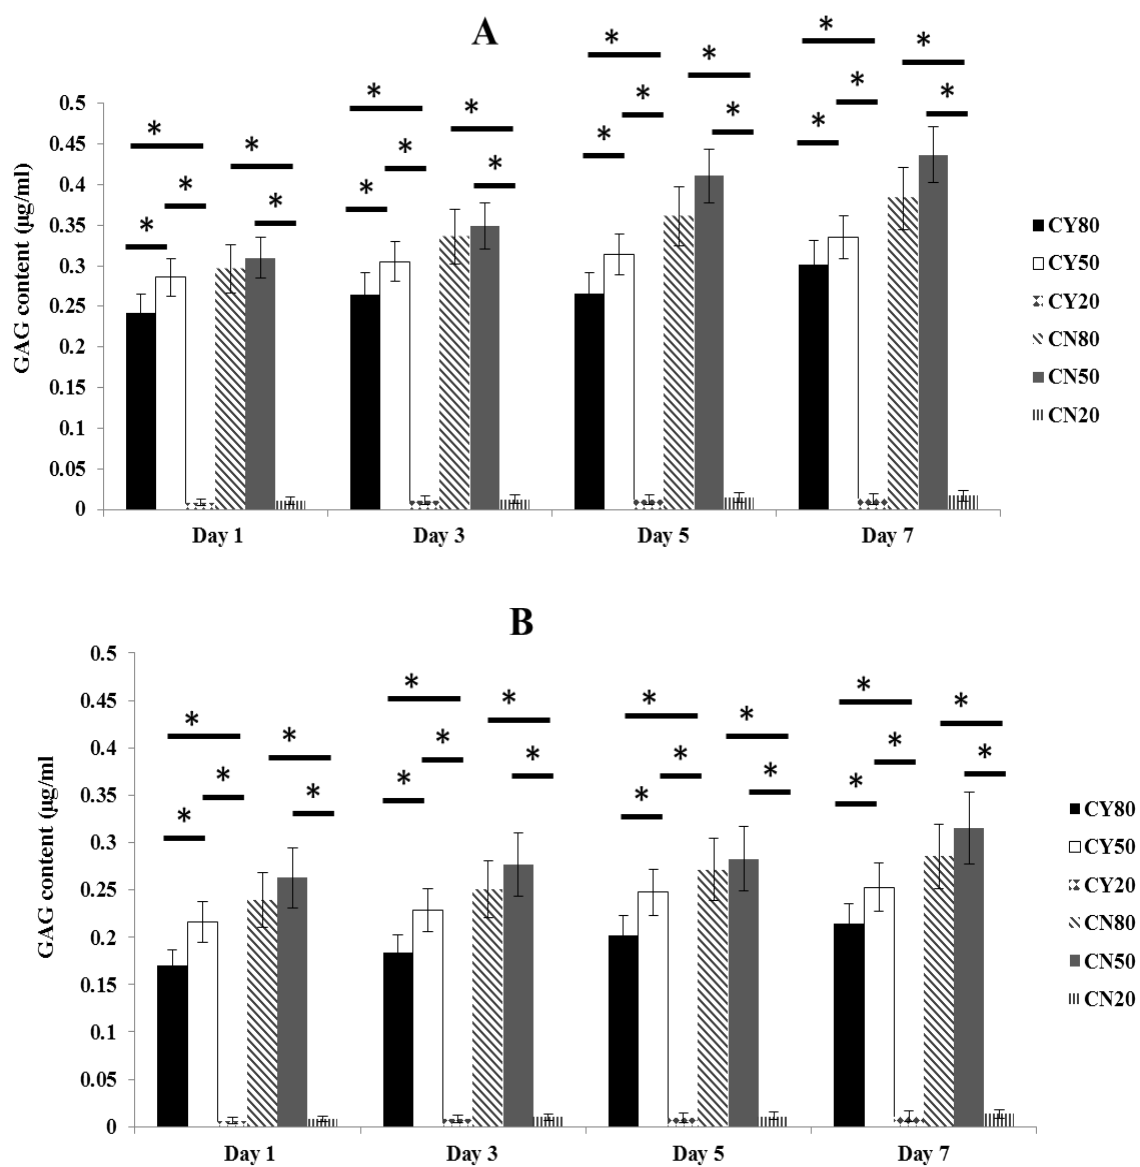 A
* * * *
* * * *
* * * *
* * * *
* * * *
0.5
0.45
0.4
0.35
0.3
0.25
0.2
0.15
0.1
0.05
0
GAG content (µg/ml)
Day 1 Day 3 Day 5 Day 7
CY80
CY50
CY20
CN80
CN50
CN20
B
* * * *
* * * *
* * * *
* * * *
* * * *
0.5
0.45
0.4
0.35
0.3
0.25
0.2
0.15
0.1
0.05
0
GAG content (µg/ml
Day 1 Day 3 Day 5 Day 7
CY80
CY50
CY20
CN80
CN50
CN20